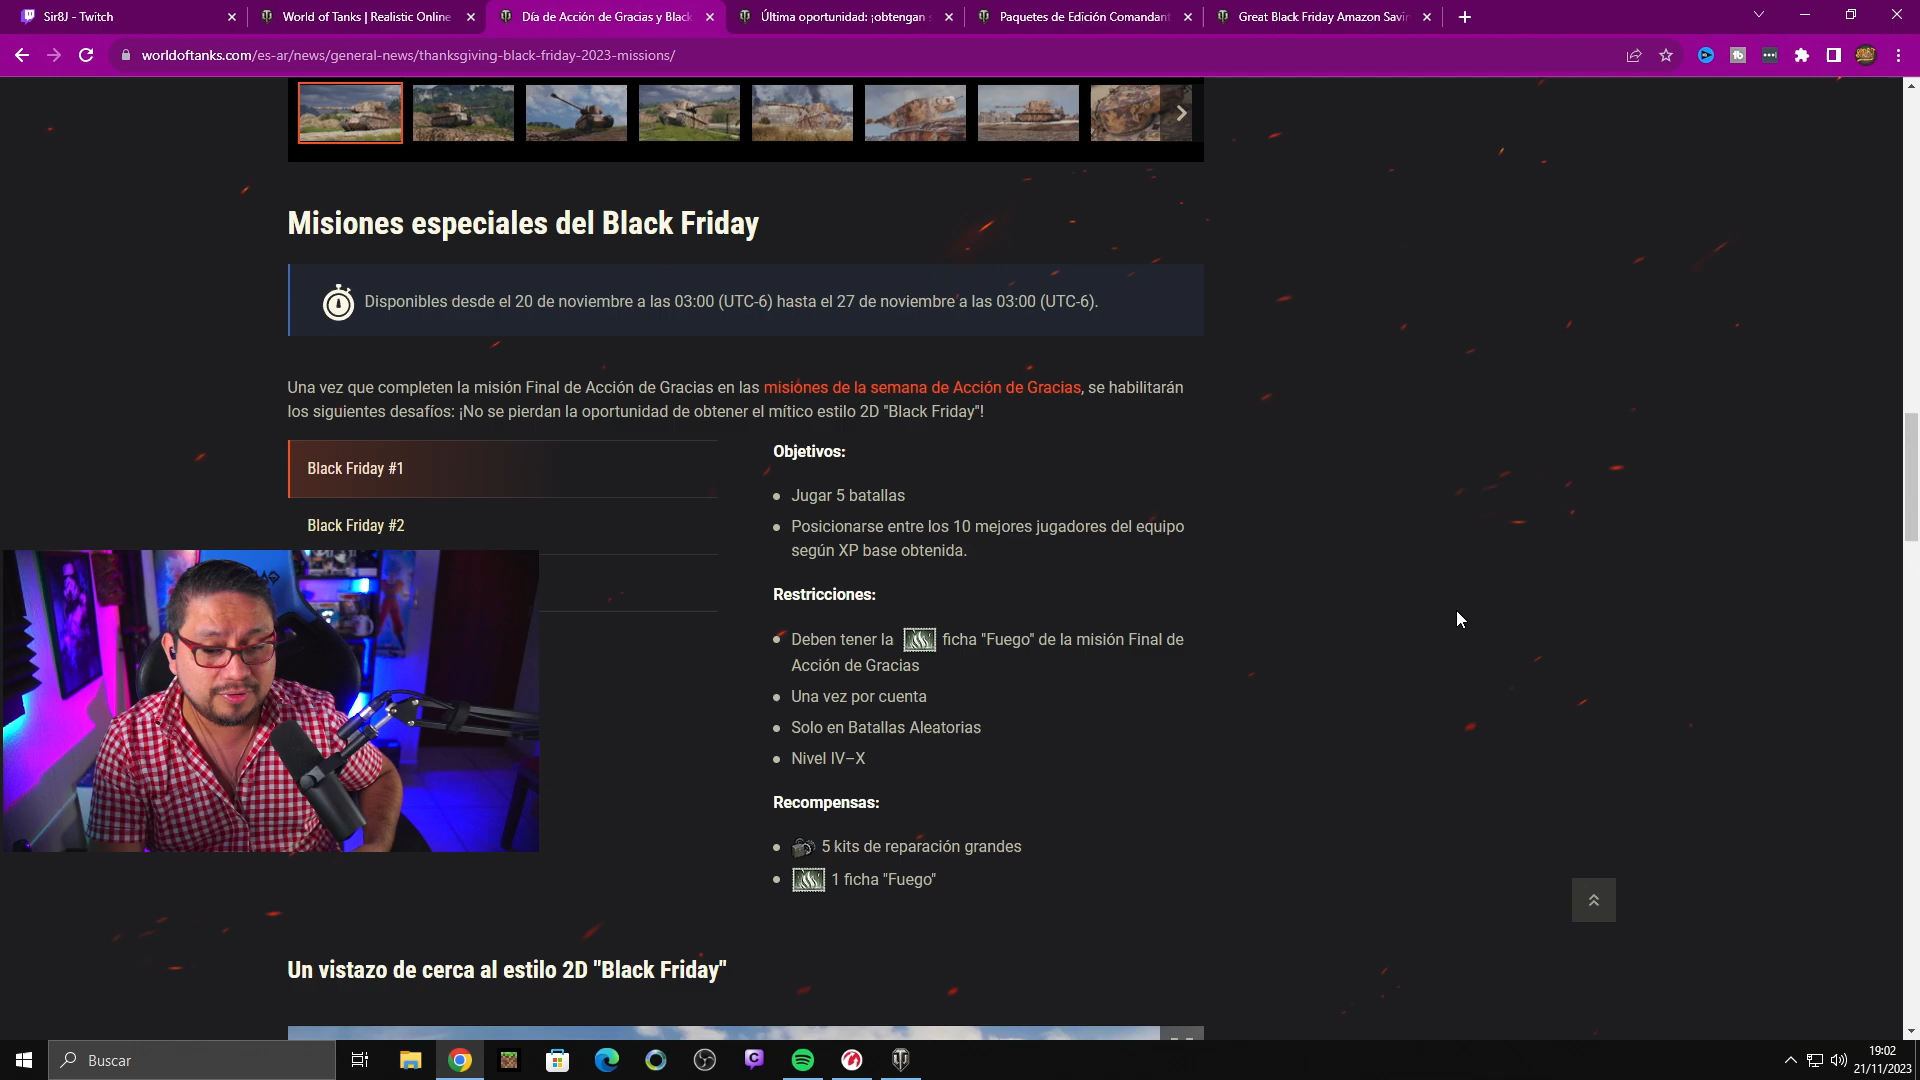 Sir8J - Twitch
World of Tanks | Realistic Online
Día de Acción de Gracias y Black
Última oportunidad: ¡obtengan s
Paquetes de Edición Comandant
Great Black Friday Amazon Savin
worldoftanks.com/es-ar/news/general-news/thanksgiving-black-friday-2023-missions/
Misiones especiales del Black Friday
Disponibles desde el 20 de noviembre a las 03:00 (UTC-6) hasta el 27 de noviembre a las 03:00 (UTC-6).
Una vez que completen la misión Final de Acción de Gracias en las misiones de la semana de Acción de Gracias, se habilitarán
los siguientes desafíos: ¡No se pierdan la oportunidad de obtener el mítico estilo 2D "Black Friday"!
Black Friday #1
Black Friday #2
Objetivos:
Jugar 5 batallas
Posicionarse entre los 10 mejores jugadores del equipo
según XP base obtenida.
Restricciones:
Deben tener la ficha "Fuego" de la misión Final de
Acción de Gracias
Una vez por cuenta
Solo en Batallas Aleatorias
Nivel IV–X
Recompensas:
5 kits de reparación grandes
1 ficha "Fuego"
Un vistazo de cerca al estilo 2D "Black Friday"
Buscar
19:02
21/11/2023